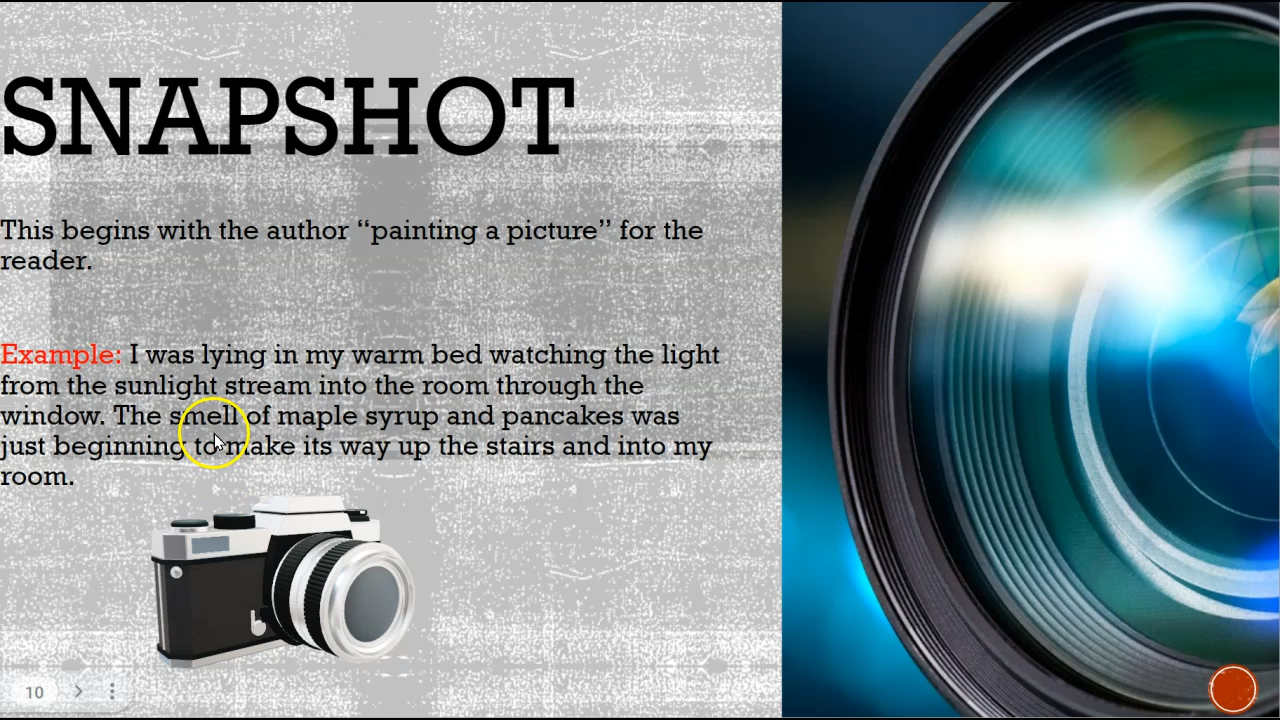 SNAPSHOT
This begins with the author “painting a picture” for the
reader.
Example: I was lying in my warm bed watching the light
from the sunlight stream into the room through the
window. The smell of maple syrup and pancakes was
just beginning to make its way up the stairs and into my
room.
10